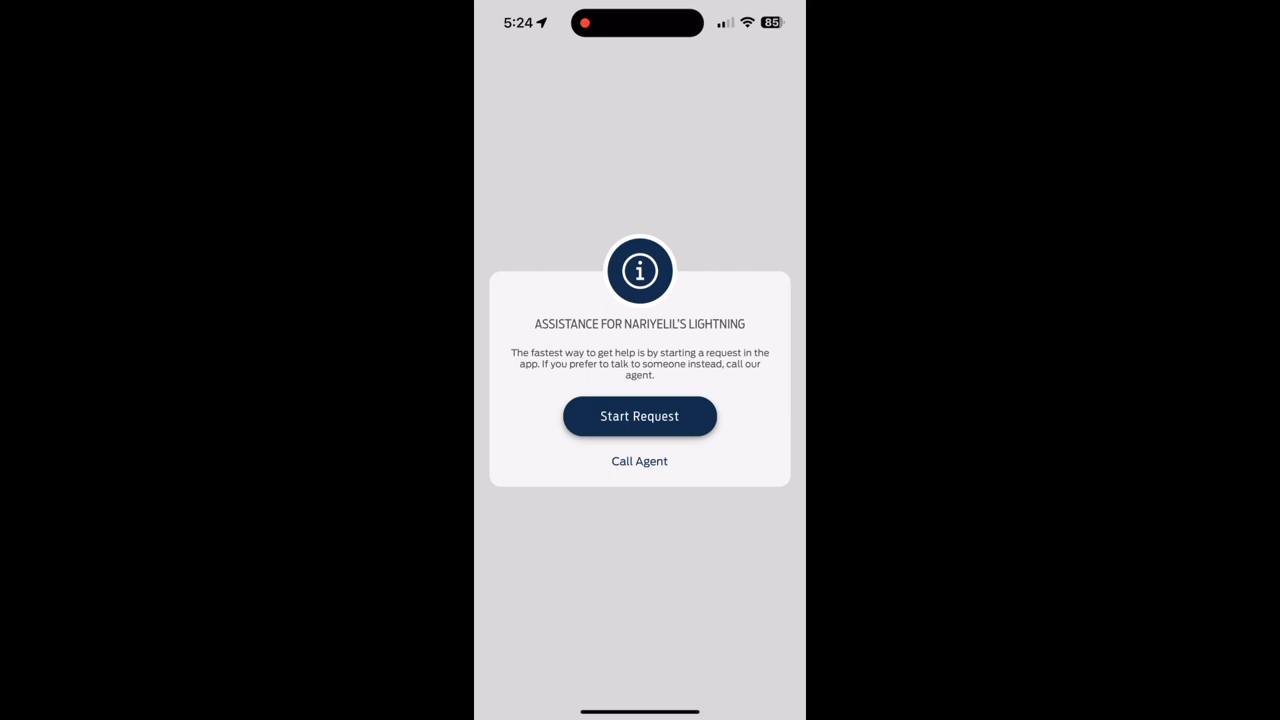 5:24
85
ASSISTANCE FOR NARIYELIL'S LIGHTNING
The fastest way to get help is by starting a request in the
app. If you prefer to talk to someone instead, call our
agent.
Start Request
Call Agent